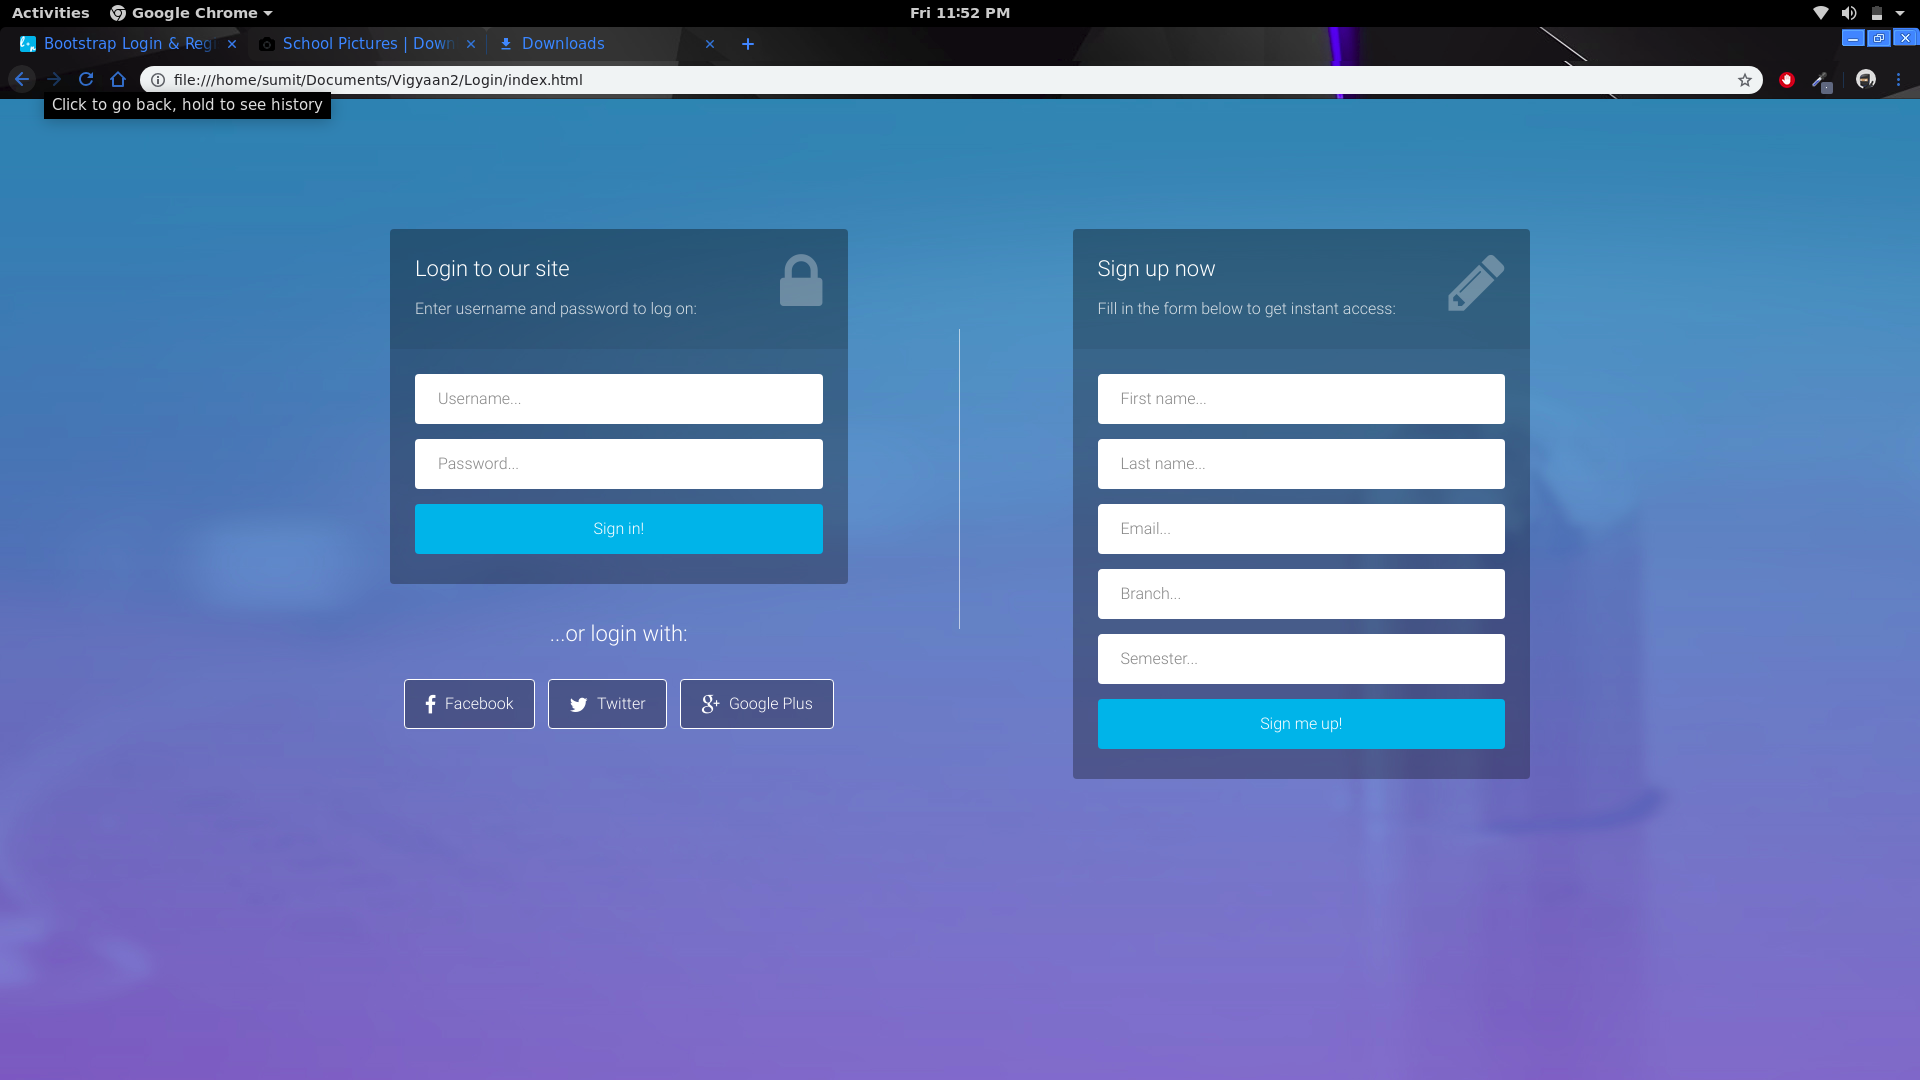 Activities
Google Chrome
Fri 11:52 PM
Bootstrap Login & Reg
School Pictures | Down
Downloads
file:///home/sumit/Documents/Vigyaan2/Login/index.html
Click to go back, hold to see history
Login to our site
Enter username and password to log on:
Username...
Password...
Sign in!
...or login with:
Facebook
Twitter
Google Plus
Sign up now
Fill in the form below to get instant access:
First name...
Last name...
Email...
Branch...
Semester...
Sign me up!